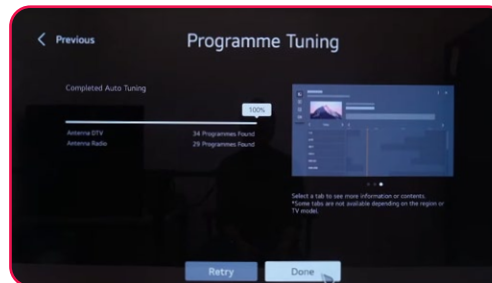 Previous
Programme Tuning
Completed Auto Tuning
100%
Antenna DTV 34 Programmes Found
Antenna Radio 29 Programmes Found
Select a tab to see more information or contents.
*Some tabs are not available depending on the region or
TV model.
Retry
Done